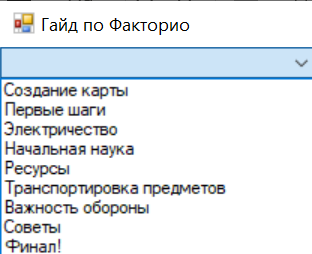 Гайд по Факторио
Создание карты
Первые шаги
Электричество
Начальная наука
Ресурсы
Транспортировка предметов
Важность обороны
Советы
Финал!